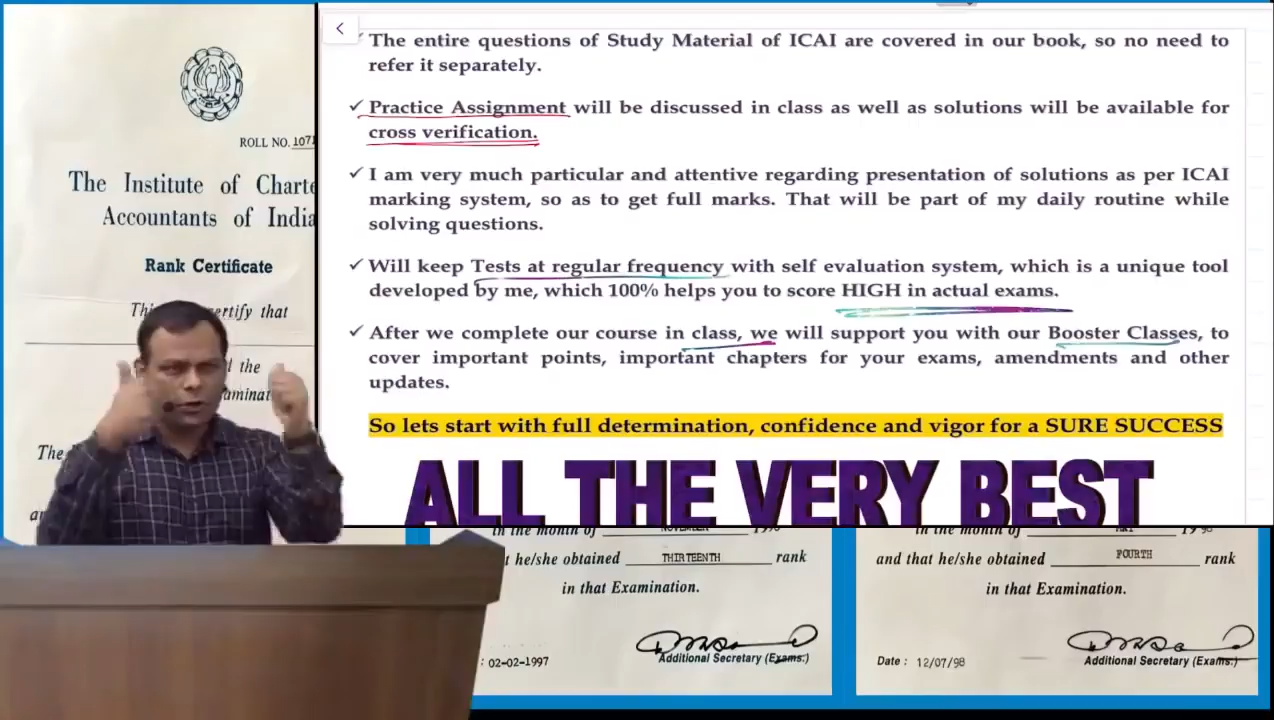 The entire questions of Study Material of ICAI are covered in our book, so no need to
refer it separately.
✓ Practice Assignment will be discussed in class as well as solutions will be available for
cross verification.
✓ I am very much particular and attentive regarding presentation of solutions as per ICAI
marking system, so as to get full marks. That will be part of my daily routine while
solving questions.
✓ Will keep Tests at regular frequency with self evaluation system, which is a unique tool
developed by me, which 100% helps you to score HIGH in actual exams.
✓ After we complete our course in class, we will support you with our Booster Classes, to
cover important points, important chapters for your exams, amendments and other
updates.
So lets start with full determination, confidence and vigor for a SURE SUCCESS
ALL THE VERY BEST
ROLL NO. 1071
The Institute of Charte
Accountants of India
Rank Certificate
This ertify that
the
aminat
The
in the month of NOVEMBER
t he/she obtained THIRTEENTH rank
in that Examination.
: 02-02-1997
Additional Secretary (Exams.)
in the month of MAY 1998
and that he/she obtained FOURTH rank
in that Examination.
Date : 12/07/98
Additional Secretary (Exams.)